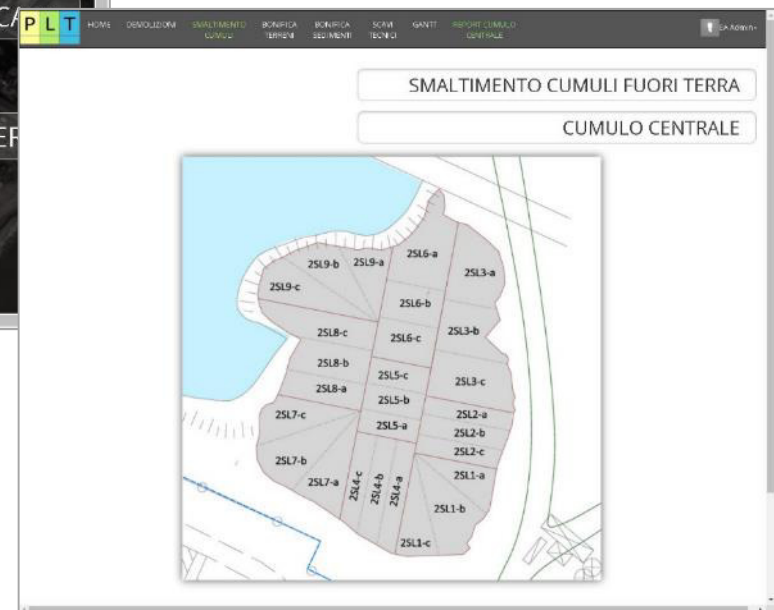 CA
ER
P L T
HOME DEMOLIZIONI SMALTIMENTO CUMULI BONIFICA TERRENI BONIFICA SEDIMENTI SCAVI TECNICI GANTT REPORT CUMULO CENTRALE
SMALTIMENTO CUMULI FUORI TERRA
CUMULO CENTRALE
2SL6-a
2SL9-b 2SL9-a
2SL3-a
2SL9-c
2SL6-b
2SL8-c 2SL6-c 2SL3-b
2SL8-b
2SL5-c
2SL8-a 2SL3-c
2SL5-b
2SL7-c 2SL2-a
2SL5-a
2SL2-b
2SL2-c
2SL7-b
2SL1-a
2SL7-a 2SL4-c 2SL4-b 2SL4-a
2SL1-b
2SL1-c